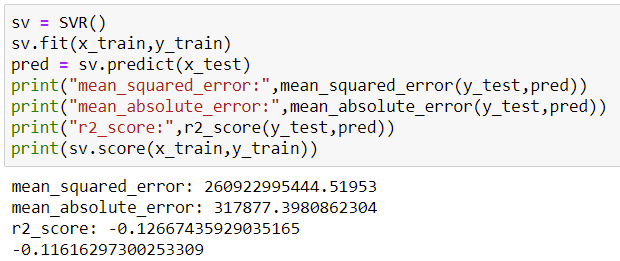 sv = SVR()
sv.fit(x_train,y_train)
pred = sv.predict(x_test)
print("mean_squared_error:",mean_squared_error(y_test,pred))
print("mean_absolute_error:",mean_absolute_error(y_test,pred))
print("r2_score:",r2_score(y_test,pred))
print(sv.score(x_train,y_train))
mean_squared_error: 260922995444.51953
mean_absolute_error: 317877.3980862304
r2_score: -0.12667435929035165
-0.11616297300253309